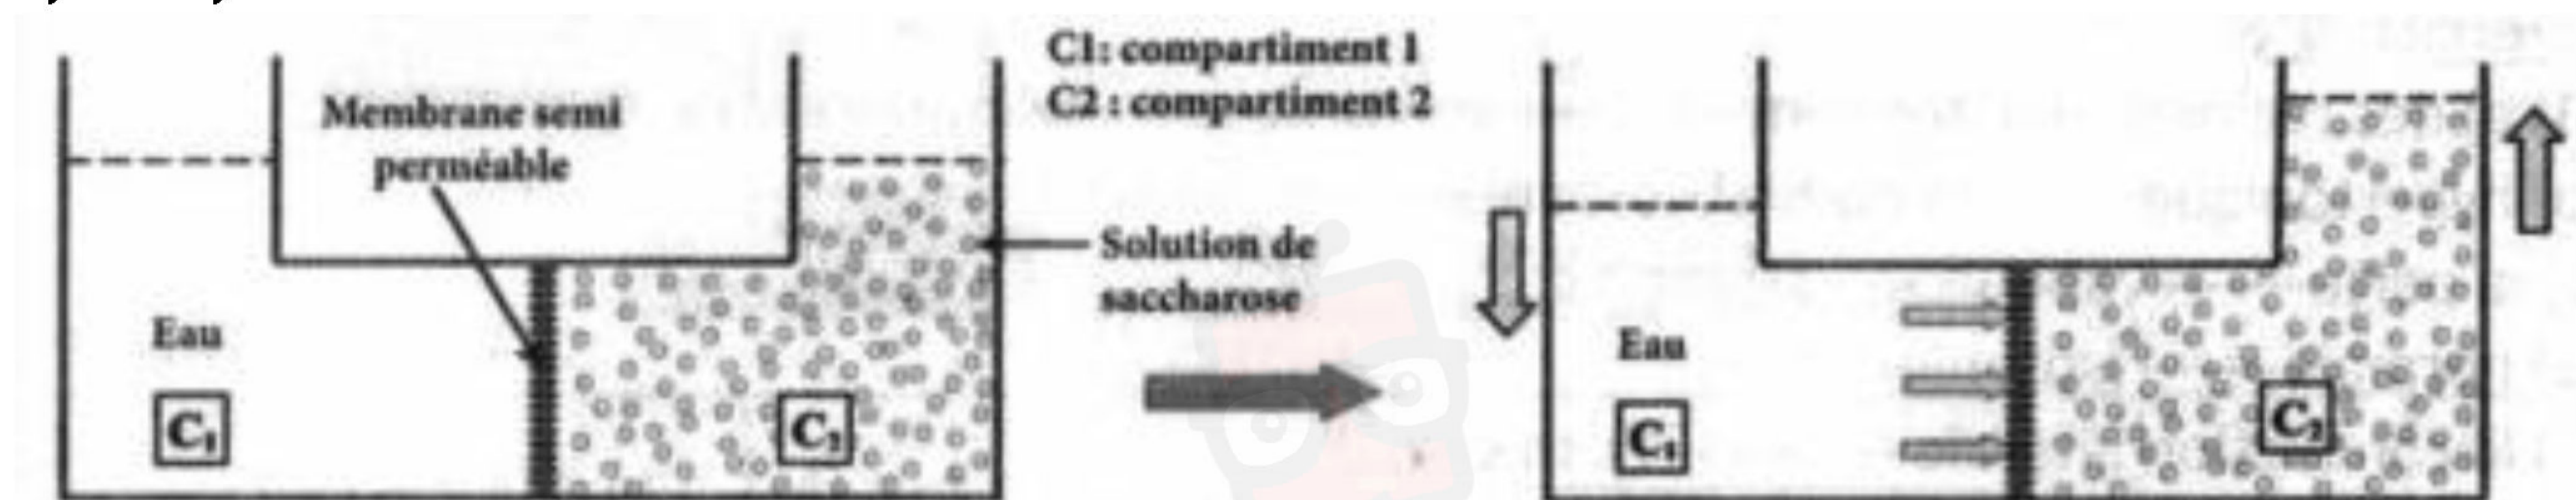 C1: compartiment 1
C2 : compartiment 2
Membrane semi
perméable
Solution de
saccharose
Eau
C₁
C₂
Eau
C₁
C₂